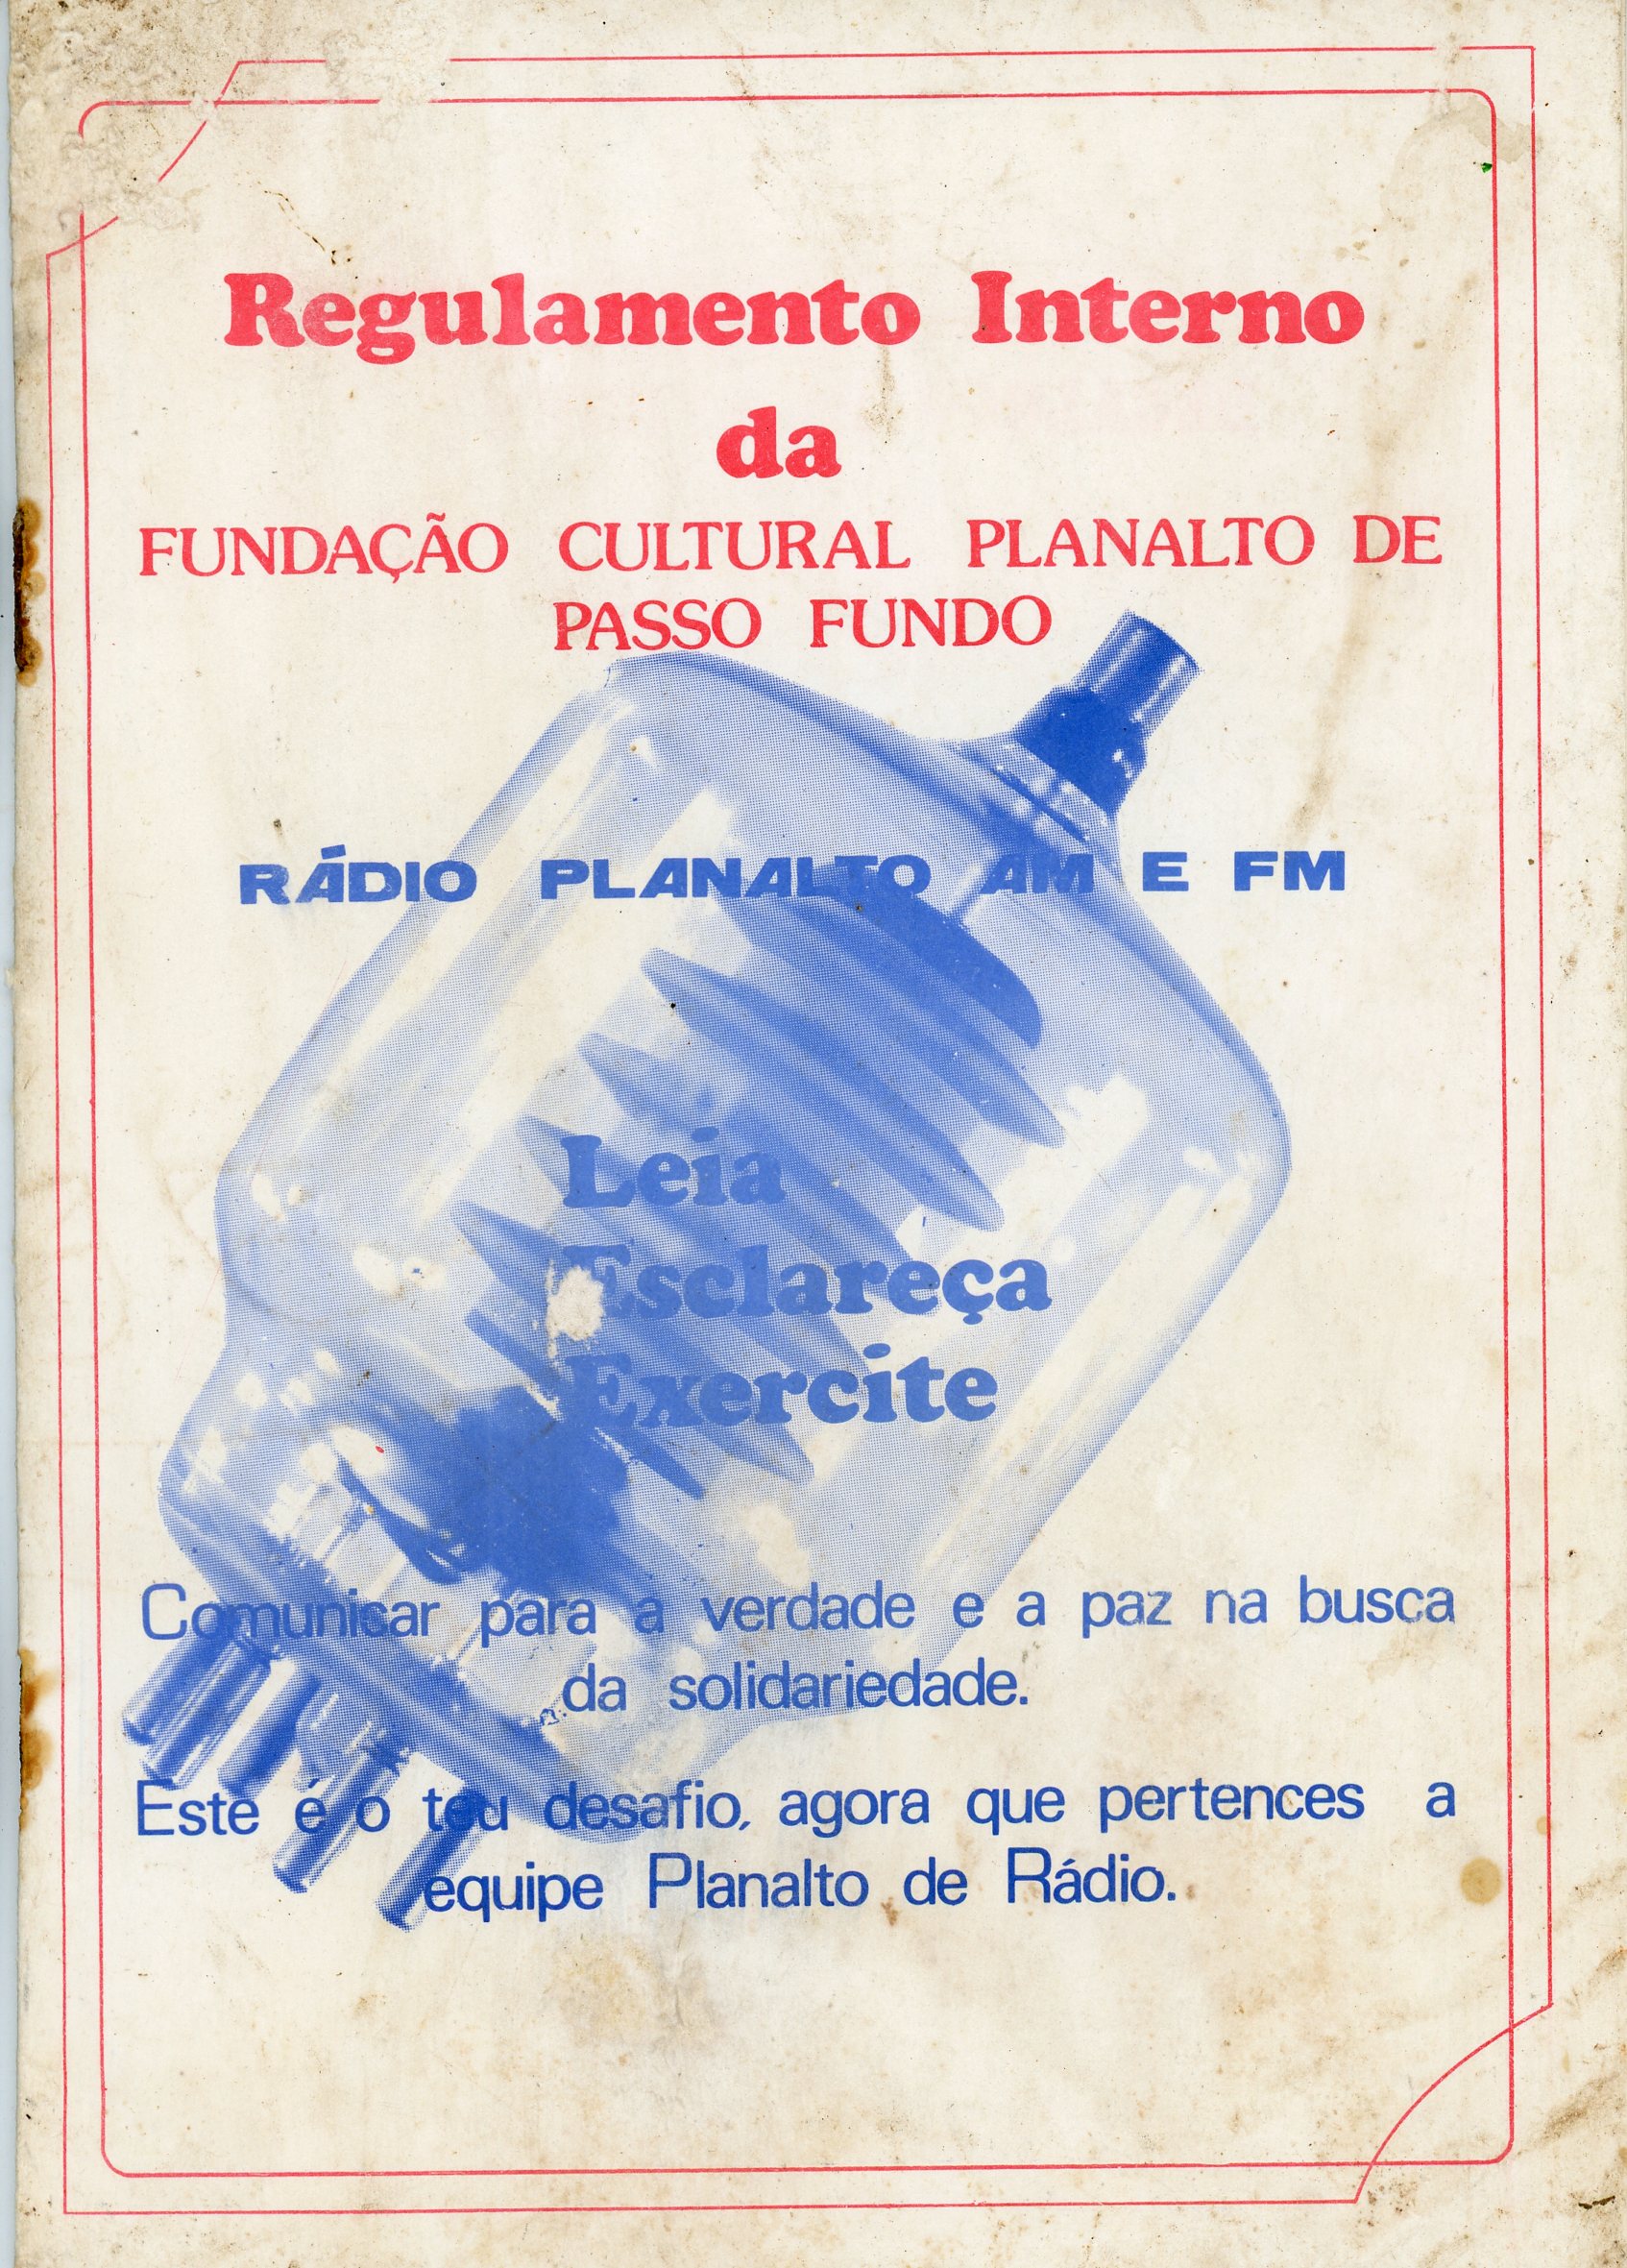 Regulamento Interno
da
FUNDAÇÃO CULTURAL PLANALTO DE
PASSO FUNDO
RÁDIO PLANALTO AM E FM
Leia
Esclareça
Exercite
Comunicar para a verdade e a paz na busca
da solidariedade.
Este é o teu desafio, agora que pertences a
equipe Planalto de Rádio.